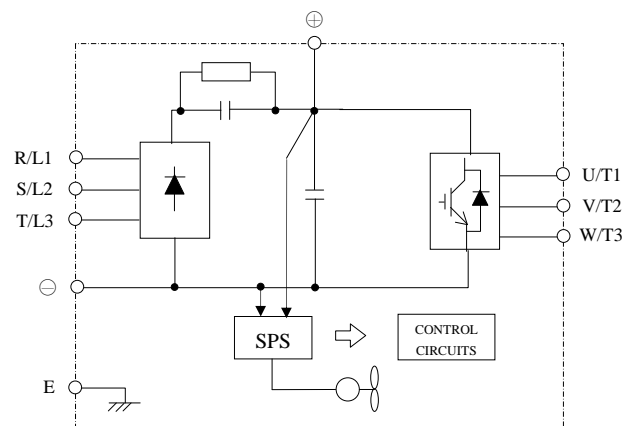 ⊕
R/L1
S/L2
T/L3
U/T1
V/T2
W/T3
⊖
SPS
CONTROL
CIRCUITS
E